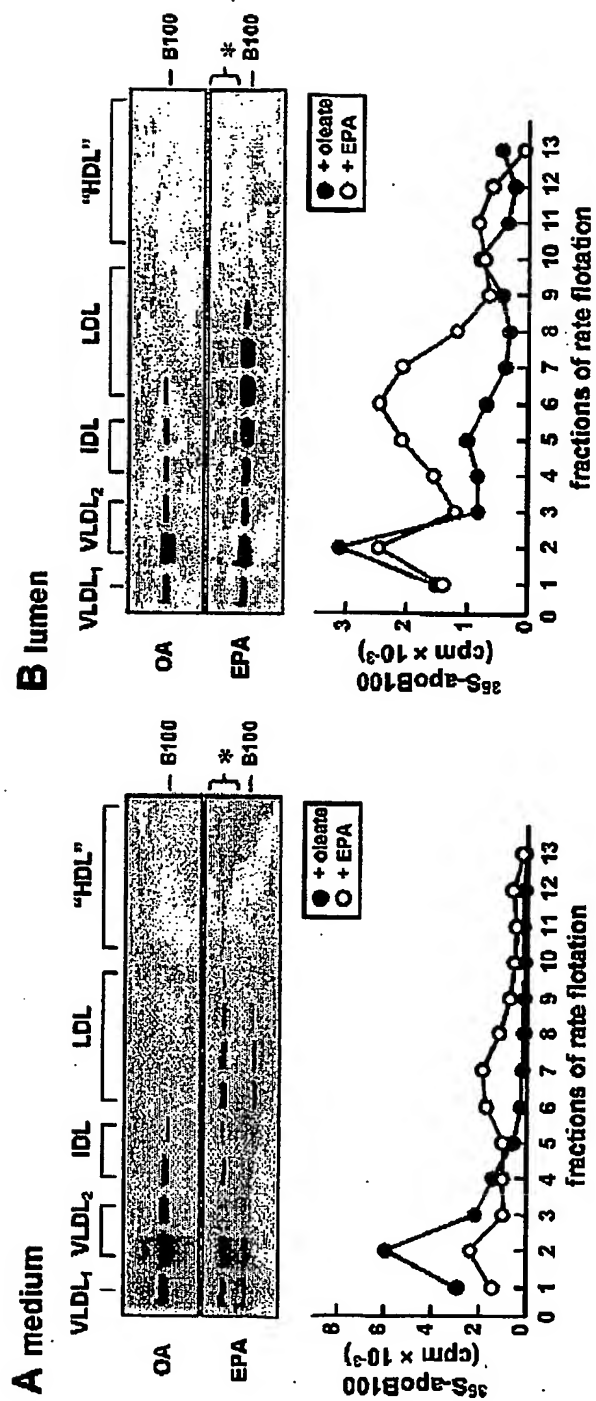 A medium
VLDL₁ VLDL₂ IDL LDL "HDL"
OA
B100
EPA
*
B100
● + oleate
○ + EPA
³⁵S-apoB100
(cpm × 10⁻³)
8
6
4
2
0
0 1 2 3 4 5 6 7 8 9 10 11 12 13
fractions of rate flotation
B lumen
VLDL₁ VLDL₂ IDL LDL "HDL"
OA
B100
EPA
*
B100
● + oleate
○ + EPA
³⁵S-apoB100
(cpm × 10⁻³)
3
2
1
0
0 1 2 3 4 5 6 7 8 9 10 11 12 13
fractions of rate flotation